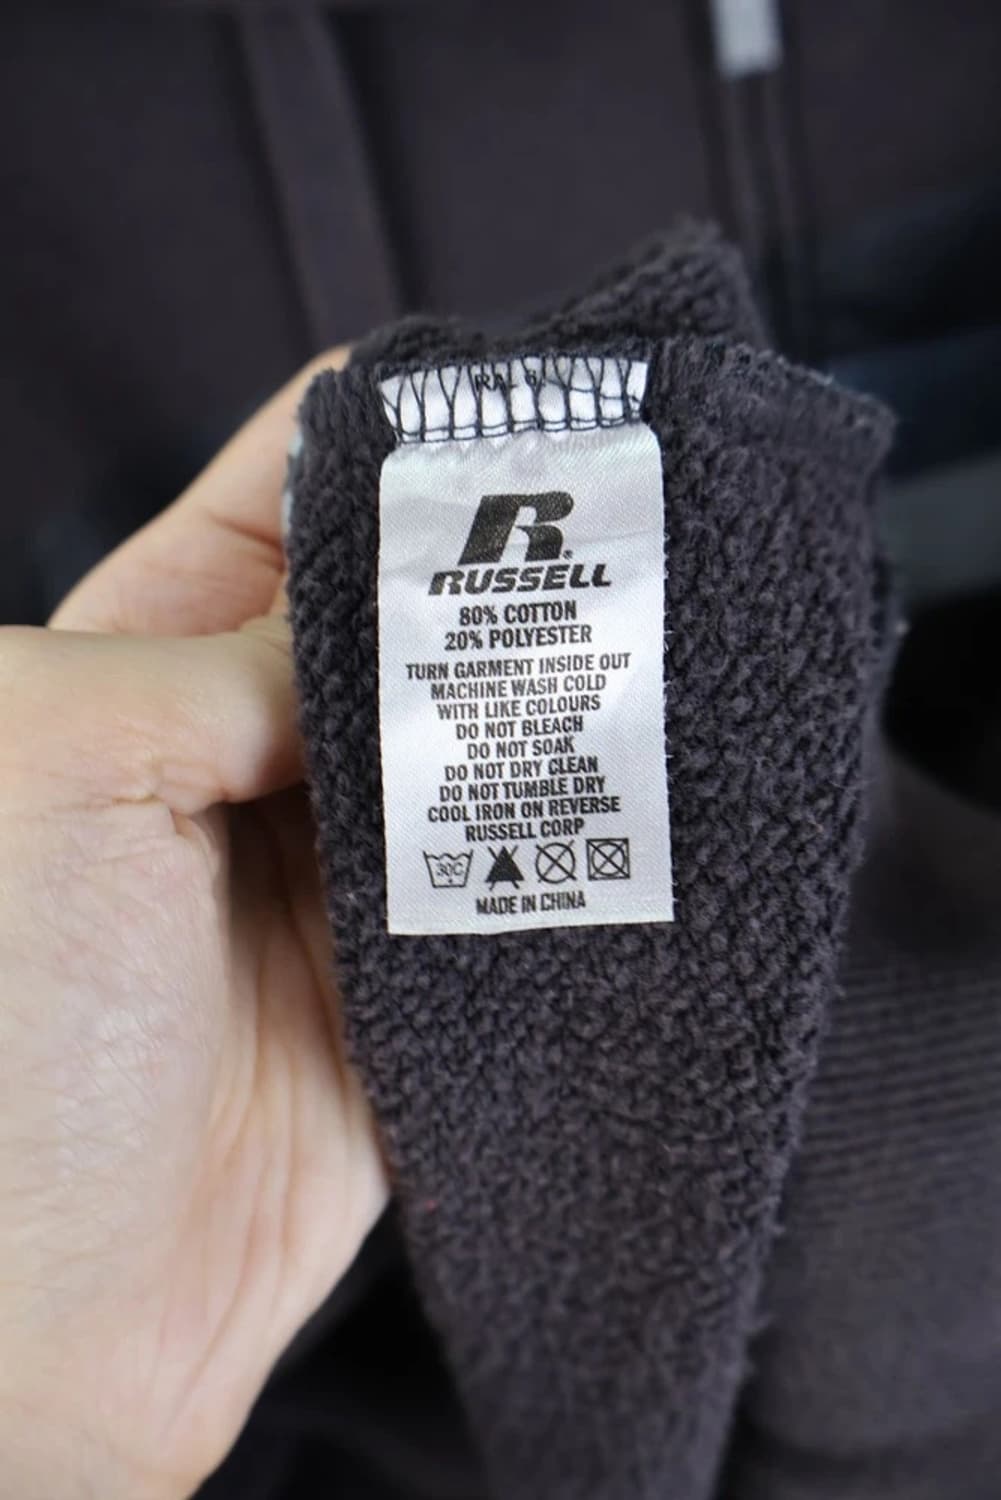 R®
RUSSELL
80% COTTON
20% POLYESTER
TURN GARMENT INSIDE OUT
MACHINE WASH COLD
WITH LIKE COLOURS
DO NOT BLEACH
DO NOT SOAK
DO NOT DRY CLEAN
DO NOT TUMBLE DRY
COOL IRON ON REVERSE
RUSSELL CORP
30C
MADE IN CHINA